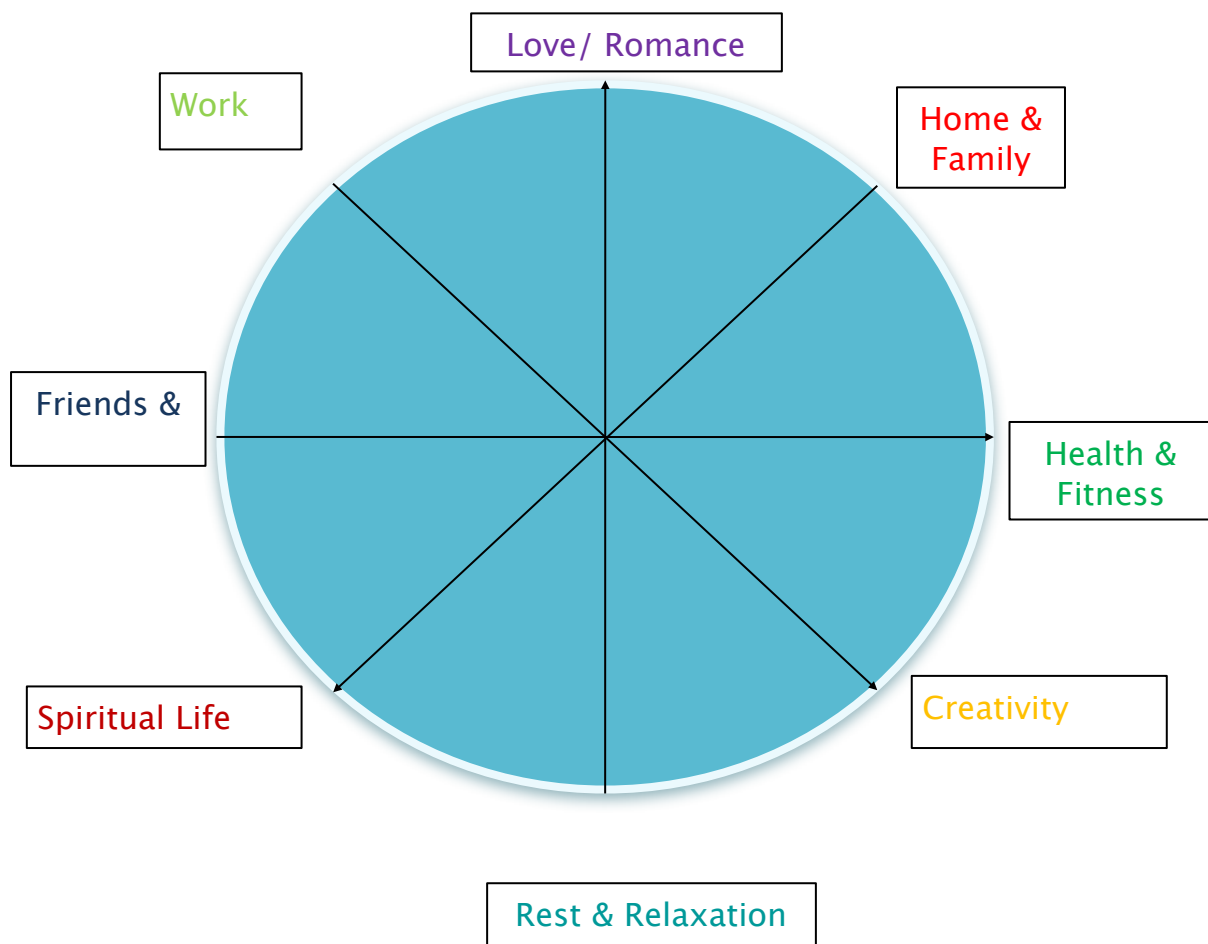 Love/ Romance
Work
Home &
Family
Friends &
Health &
Fitness
Spiritual Life
Creativity
Rest & Relaxation